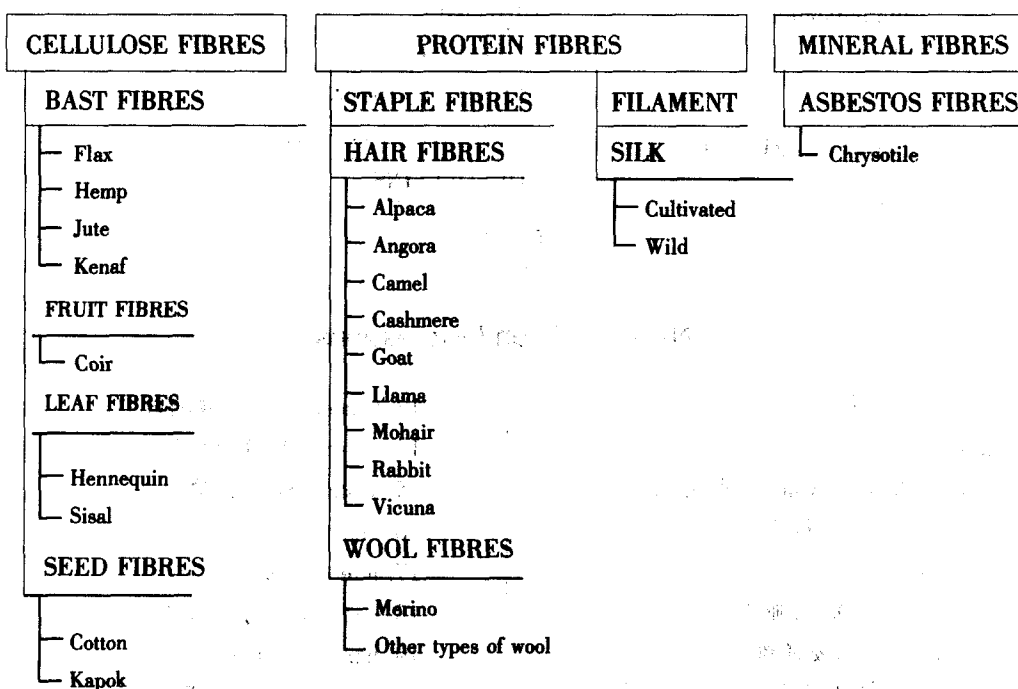 CELLULOSE FIBRES
BAST FIBRES
Flax
Hemp
Jute
Kenaf
FRUIT FIBRES
Coir
LEAF FIBRES
Hennequin
Sisal
SEED FIBRES
Cotton
Kapok
PROTEIN FIBRES
STAPLE FIBRES
HAIR FIBRES
Alpaca
Angora
Camel
Cashmere
Goat
Llama
Mohair
Rabbit
Vicuna
WOOL FIBRES
Merino
Other types of wool
FILAMENT
SILK
Cultivated
Wild
MINERAL FIBRES
ASBESTOS FIBRES
Chrysotile